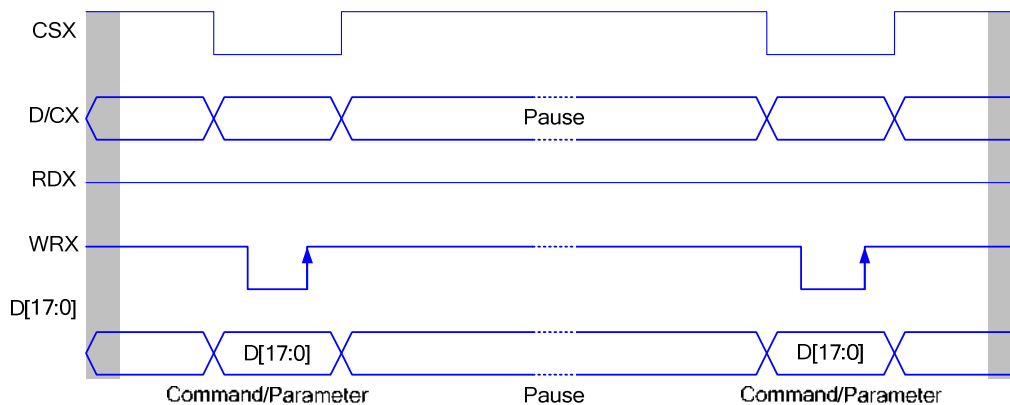 CSX
D/CX
Pause
RDX
WRX
D[17:0]
D[17:0]
D[17:0]
Command/Parameter
Pause
Command/Parameter